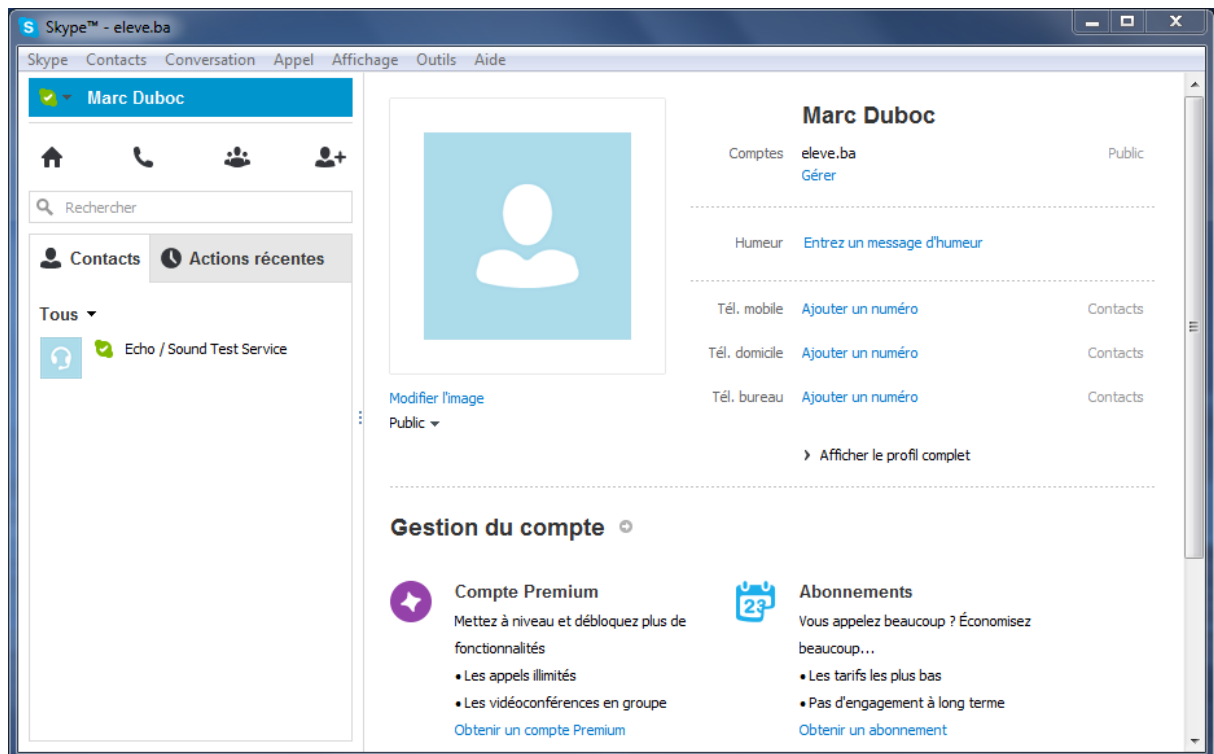 Skype™ - eleve.ba
Skype Contacts Conversation Appel Affichage Outils Aide
Marc Duboc
Rechercher
Contacts Actions récentes
Tous
Echo / Sound Test Service
Marc Duboc
Comptes eleve.ba Public
Gérer
Humeur Entrez un message d'humeur
Tél. mobile Ajouter un numéro Contacts
Tél. domicile Ajouter un numéro Contacts
Tél. bureau Ajouter un numéro Contacts
Modifier l'image
Public
Afficher le profil complet
Gestion du compte
Compte Premium
Mettez à niveau et débloquez plus de
fonctionnalités
• Les appels illimités
• Les vidéoconférences en groupe
Obtenir un compte Premium
23
Abonnements
Vous appelez beaucoup ? Économisez
beaucoup...
• Les tarifs les plus bas
• Pas d'engagement à long terme
Obtenir un abonnement